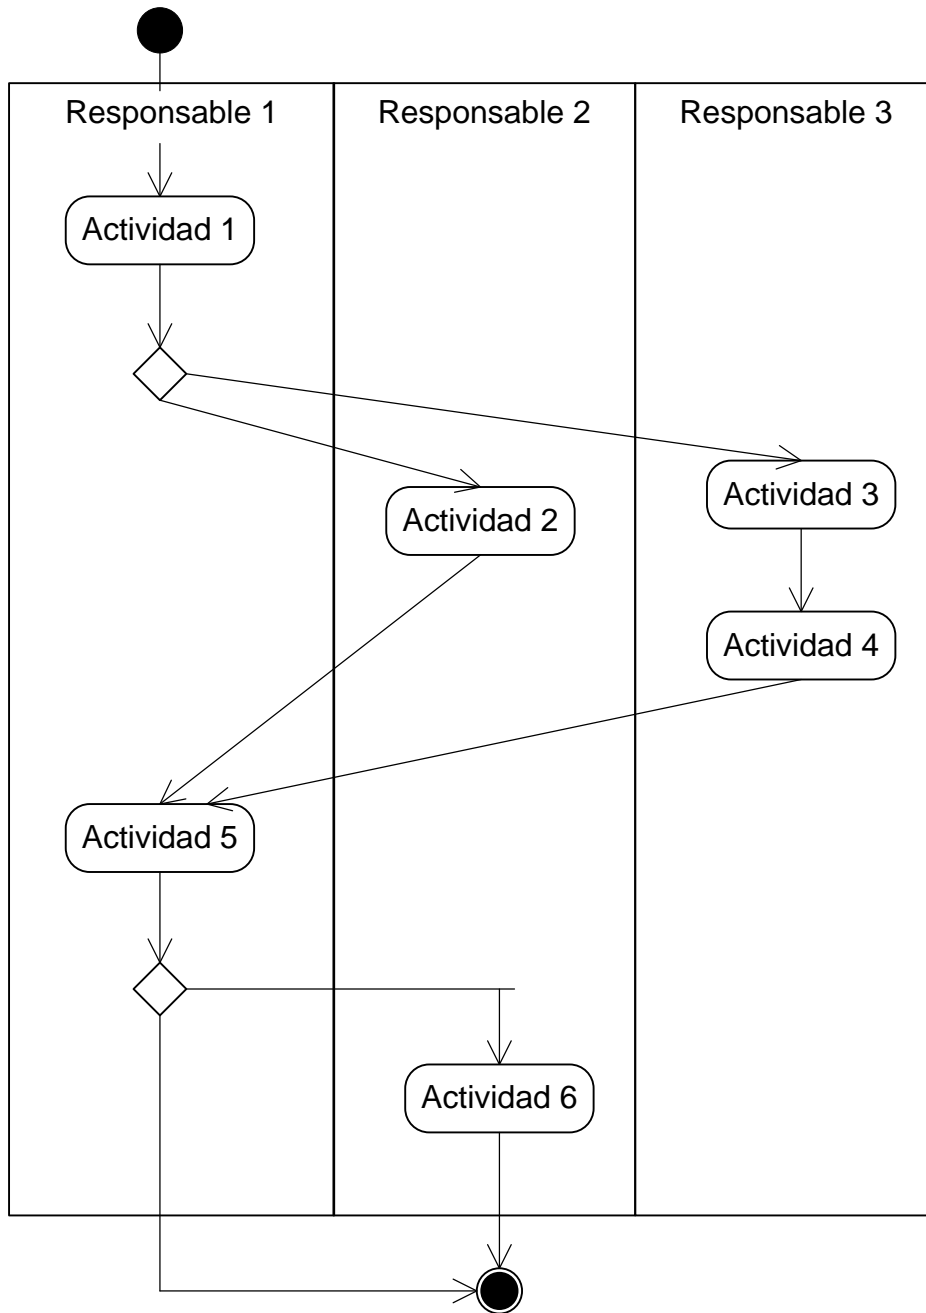 Responsable 1
Responsable 2
Responsable 3
Actividad 1
Actividad 3
Actividad 2
Actividad 4
Actividad 5
Actividad 6